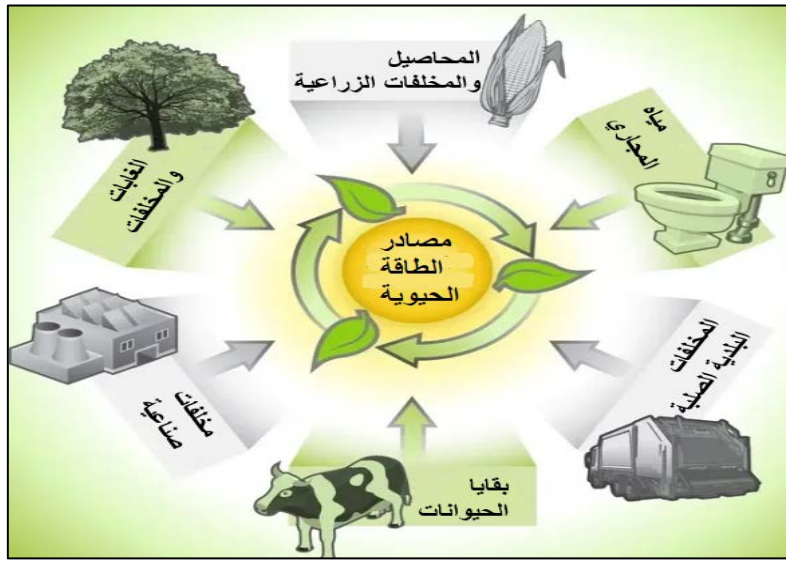 المحاصيل
والمخلفات الزراعية
مياه
المجاري
الغابات
والمخلفات
مصادر
الطاقة
الحيوية
المخلفات
البلدية الصلبة
مخلفات
صناعية
بقايا
الحيوانات